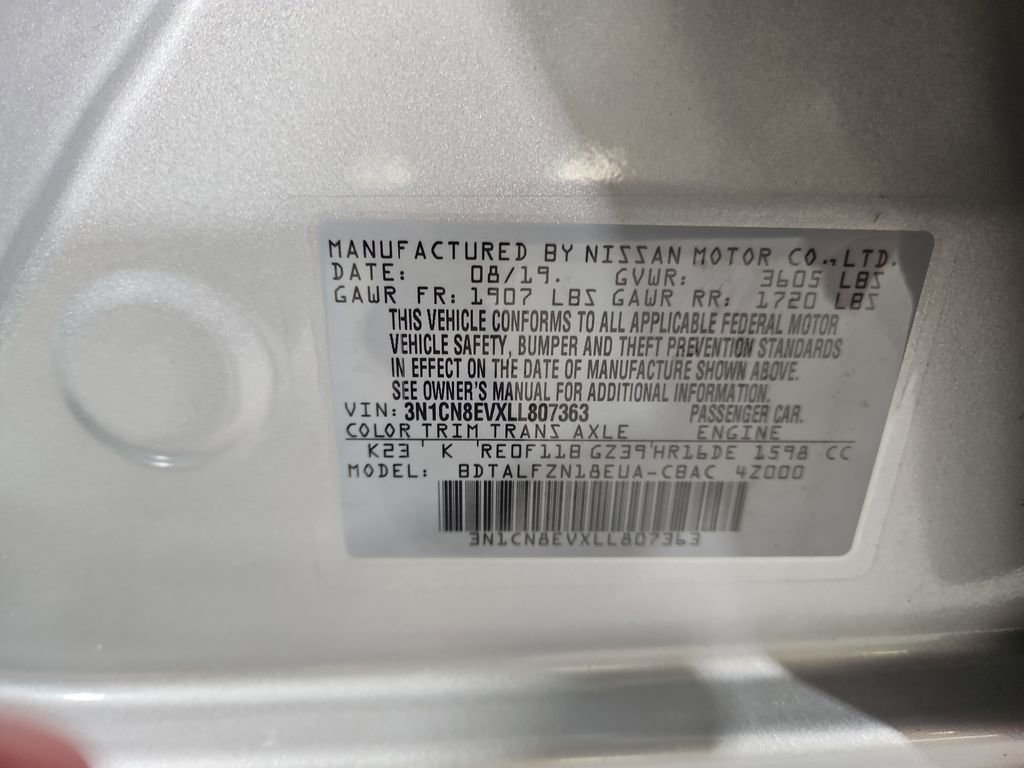 MANUFACTURED BY NISSAN MOTOR CO.,LTD.
DATE: 08/19. GVWR: 3605 LBS
GAWR FR: 1907 LBS GAWR RR: 1720 LBS
THIS VEHICLE CONFORMS TO ALL APPLICABLE FEDERAL MOTOR
VEHICLE SAFETY, BUMPER AND THEFT PREVENTION STANDARDS
IN EFFECT ON THE DATE OF MANUFACTURE SHOWN ABOVE.
SEE OWNER'S MANUAL FOR ADDITIONAL INFORMATION.
VIN: 3N1CN8EVXLL807363 PASSENGER CAR.
COLOR TRIM TRANS AXLE ENGINE
K23 ' K 'RE0F11B GZ39'HR16DE 1598 CC
MODEL: BDTALFZN18EUA-CBAC 4Z000
3N1CN8EVXLL807363